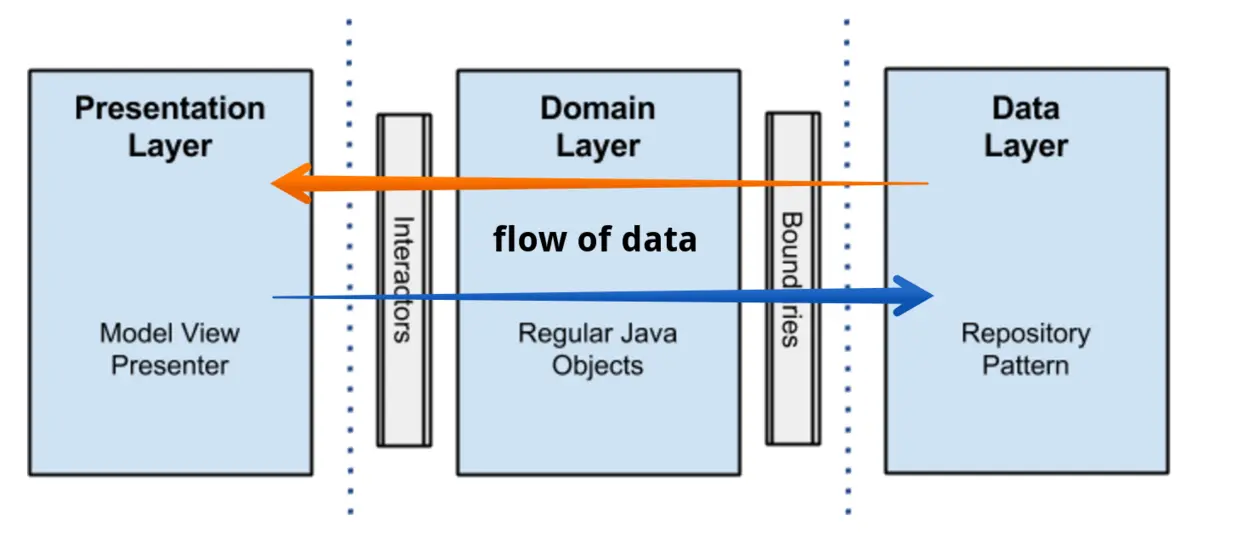 Presentation
Layer
Model View
Presenter
Interactors
Domain
Layer
flow of data
Regular Java
Objects
Boundries
Data
Layer
Repository
Pattern